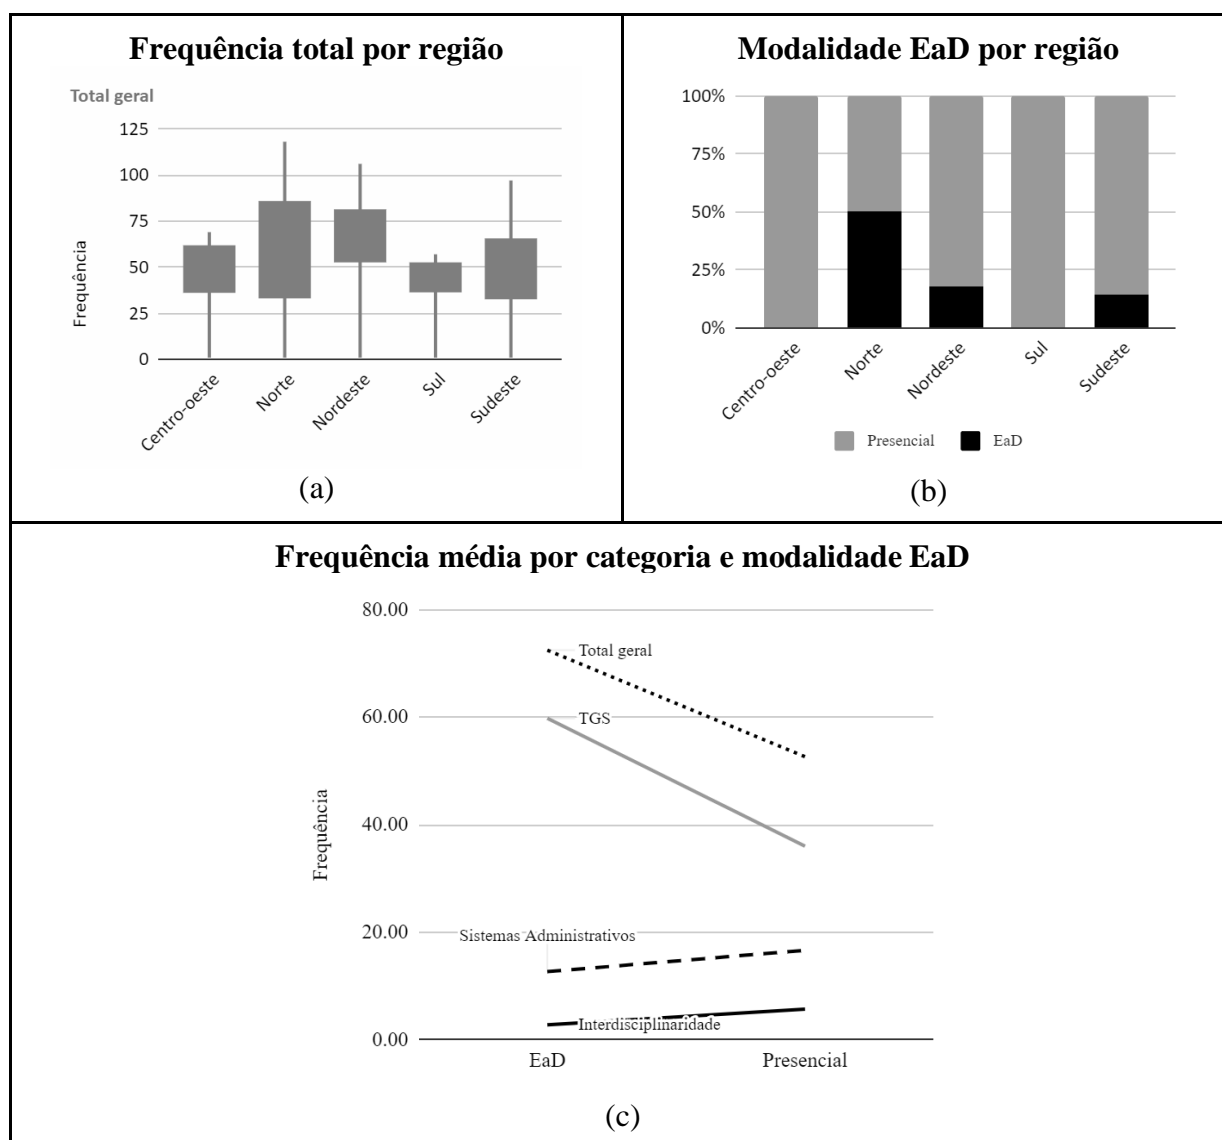 Frequência total por região
Total geral
Frequência
125
100
75
50
25
0
Centro-oeste
Norte
Nordeste
Sul
Sudeste
(a)
Modalidade EaD por região
100%
75%
50%
25%
0%
Centro-oeste
Norte
Nordeste
Sul
Sudeste
Presencial
EaD
(b)
Frequência média por categoria e modalidade EaD
Frequência
80.00
60.00
40.00
20.00
0.00
Total geral
TGS
Sistemas Administrativos
Interdisciplinaridade
EaD
Presencial
(c)